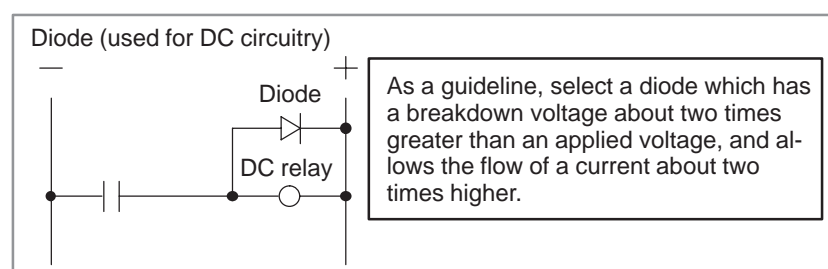 Diode (used for DC circuitry)
— +
Diode
DC relay
As a guideline, select a diode which has
a breakdown voltage about two times
greater than an applied voltage, and al-
lows the flow of a current about two
times higher.